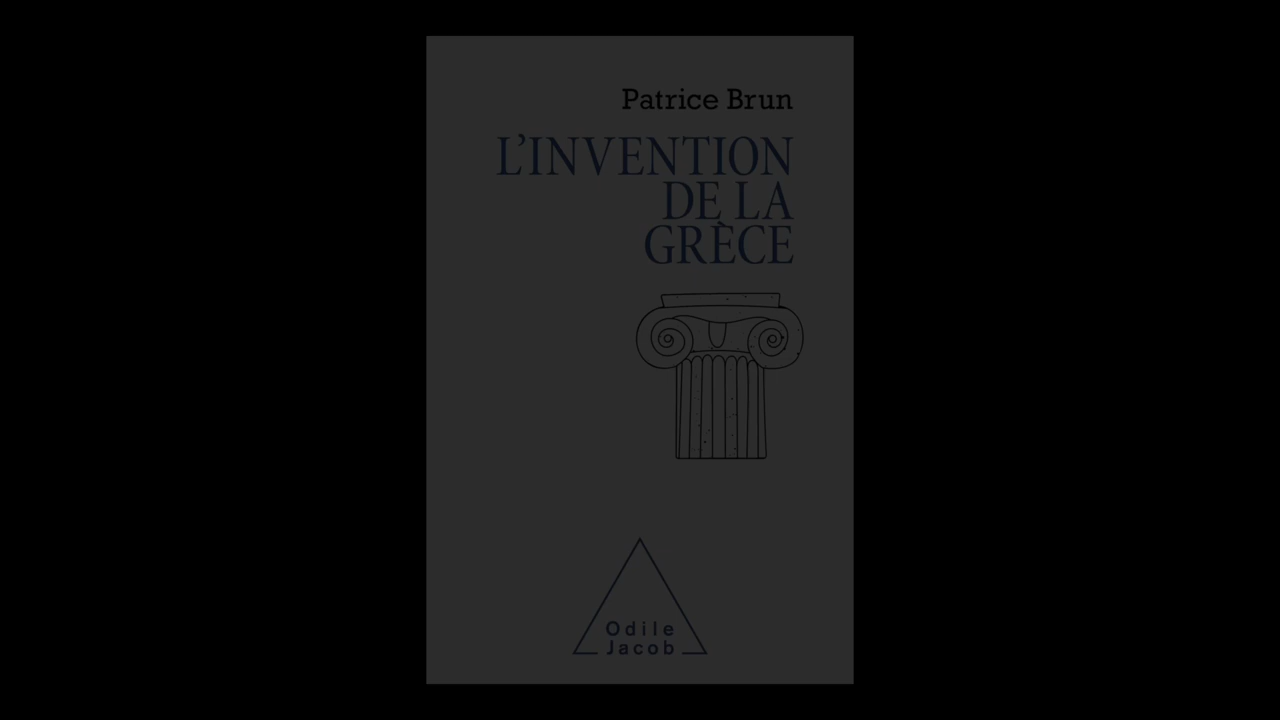 Patrice Brun
L'INVENTION
DE LA
GRÈCE
Odile
Jacob